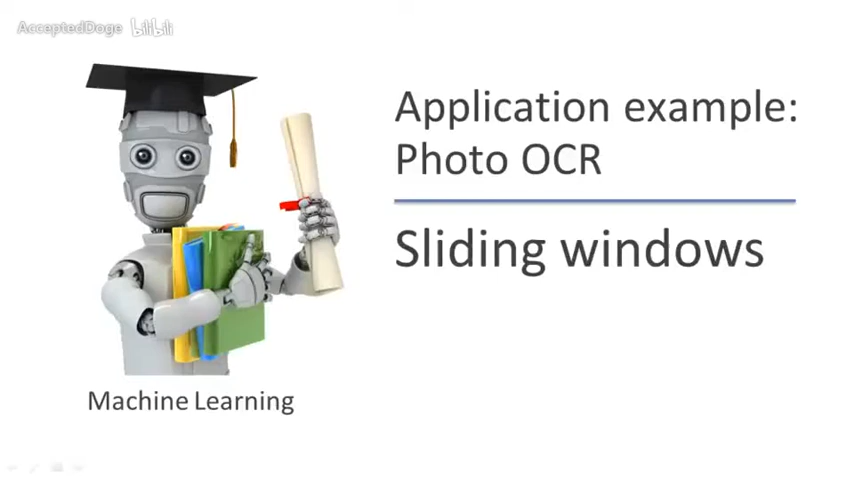 AcceptedDoge bilibili
Application example:
Photo OCR
Sliding windows
Machine Learning